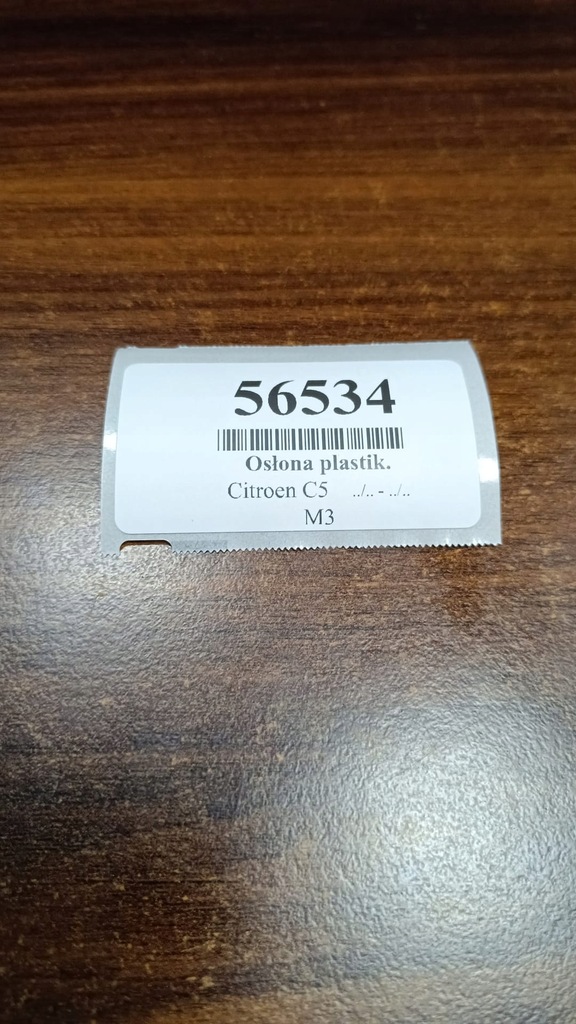 56534
Osłona plastik.
Citroen C5 ../.. - ../..
M3